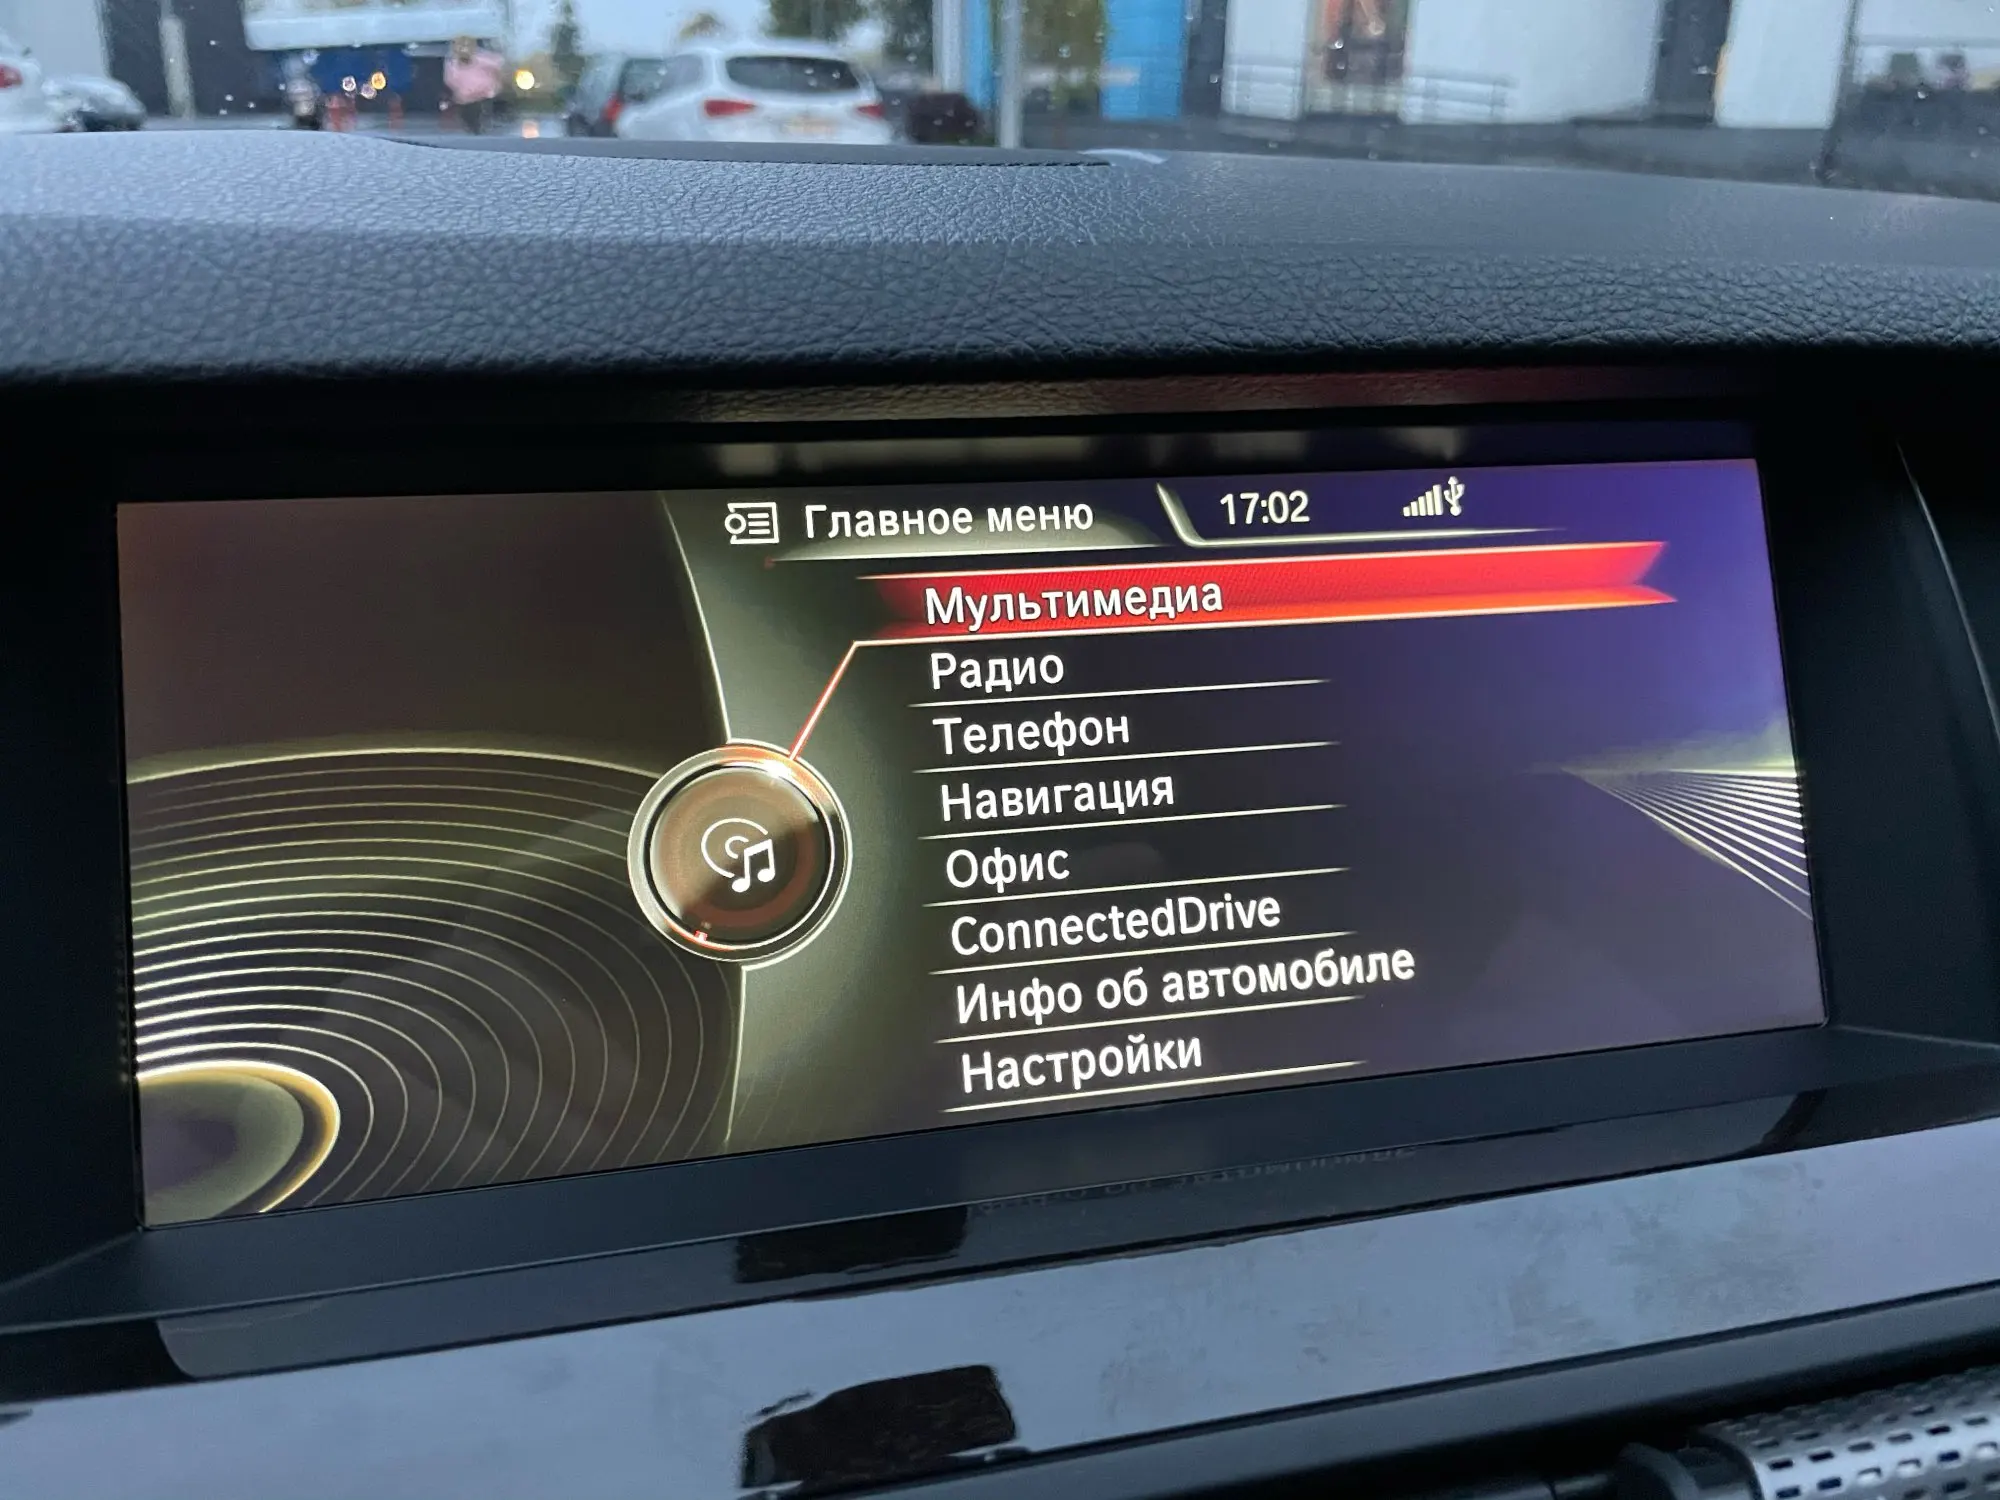 Главное меню 17:02
Мультимедиа
Радио
Телефон
Навигация
Офис
ConnectedDrive
Инфо об автомобиле
Настройки